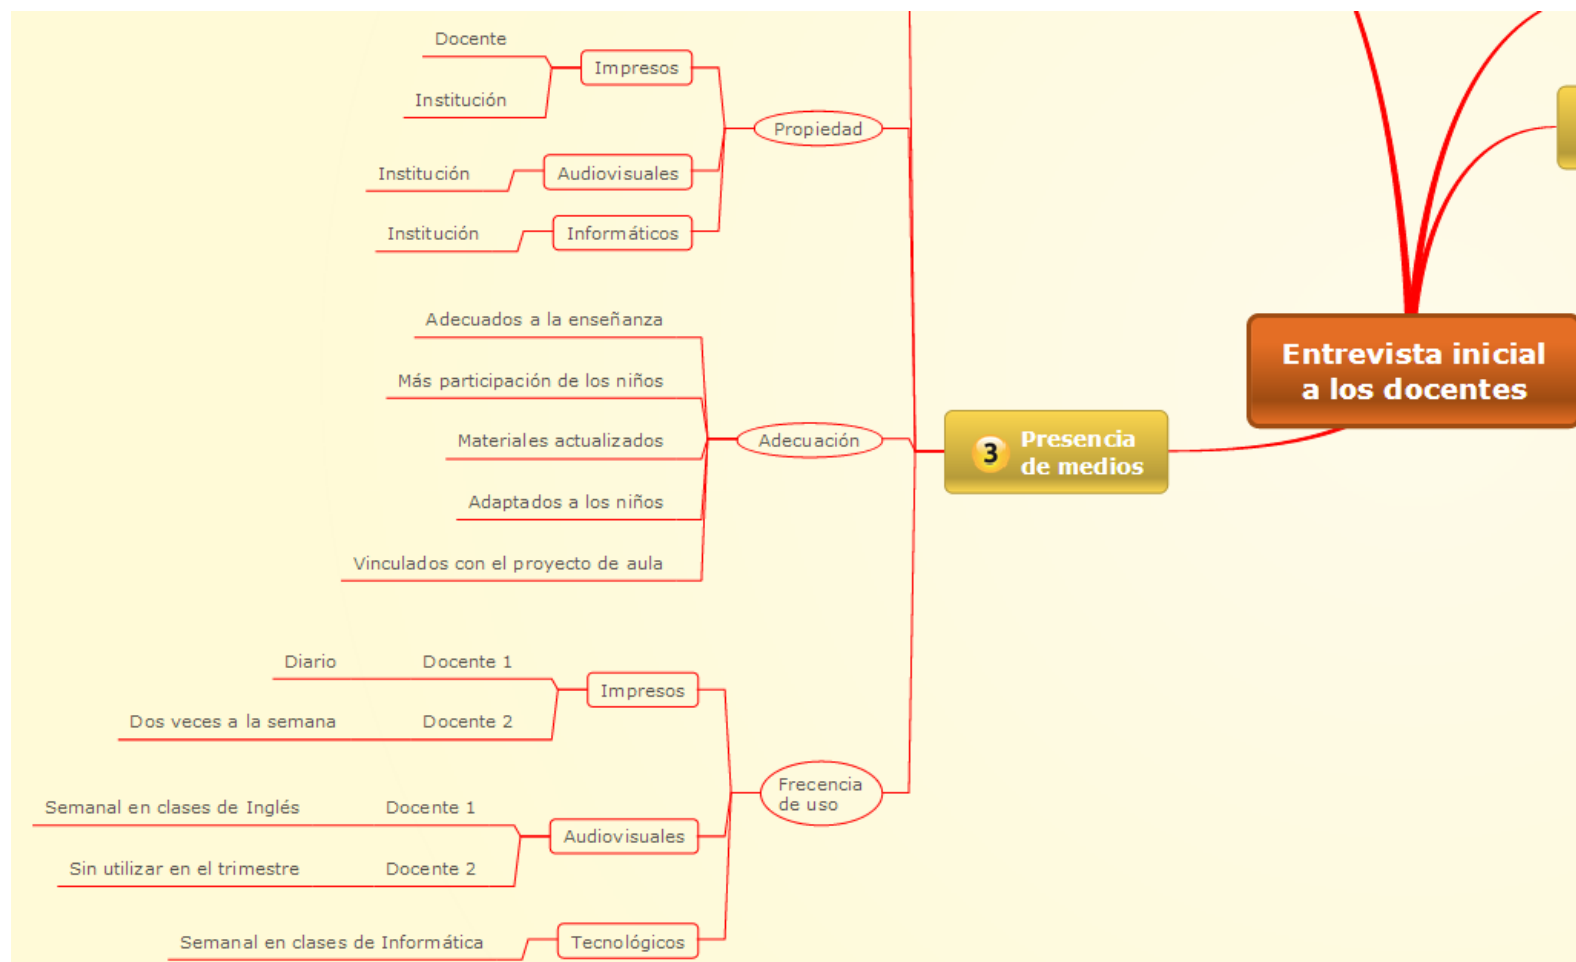 Docente
Impresos
Institución
Propiedad
Institución
Audiovisuales
Institución
Informáticos
Entrevista inicial
a los docentes
3
Presencia
de medios
Adecuados a la enseñanza
Más participación de los niños
Materiales actualizados
Adecuación
Adaptados a los niños
Vinculados con el proyecto de aula
Diario
Docente 1
Impresos
Dos veces a la semana
Docente 2
Frecencia
de uso
Semanal en clases de Inglés
Docente 1
Audiovisuales
Sin utilizar en el trimestre
Docente 2
Semanal en clases de Informática
Tecnológicos